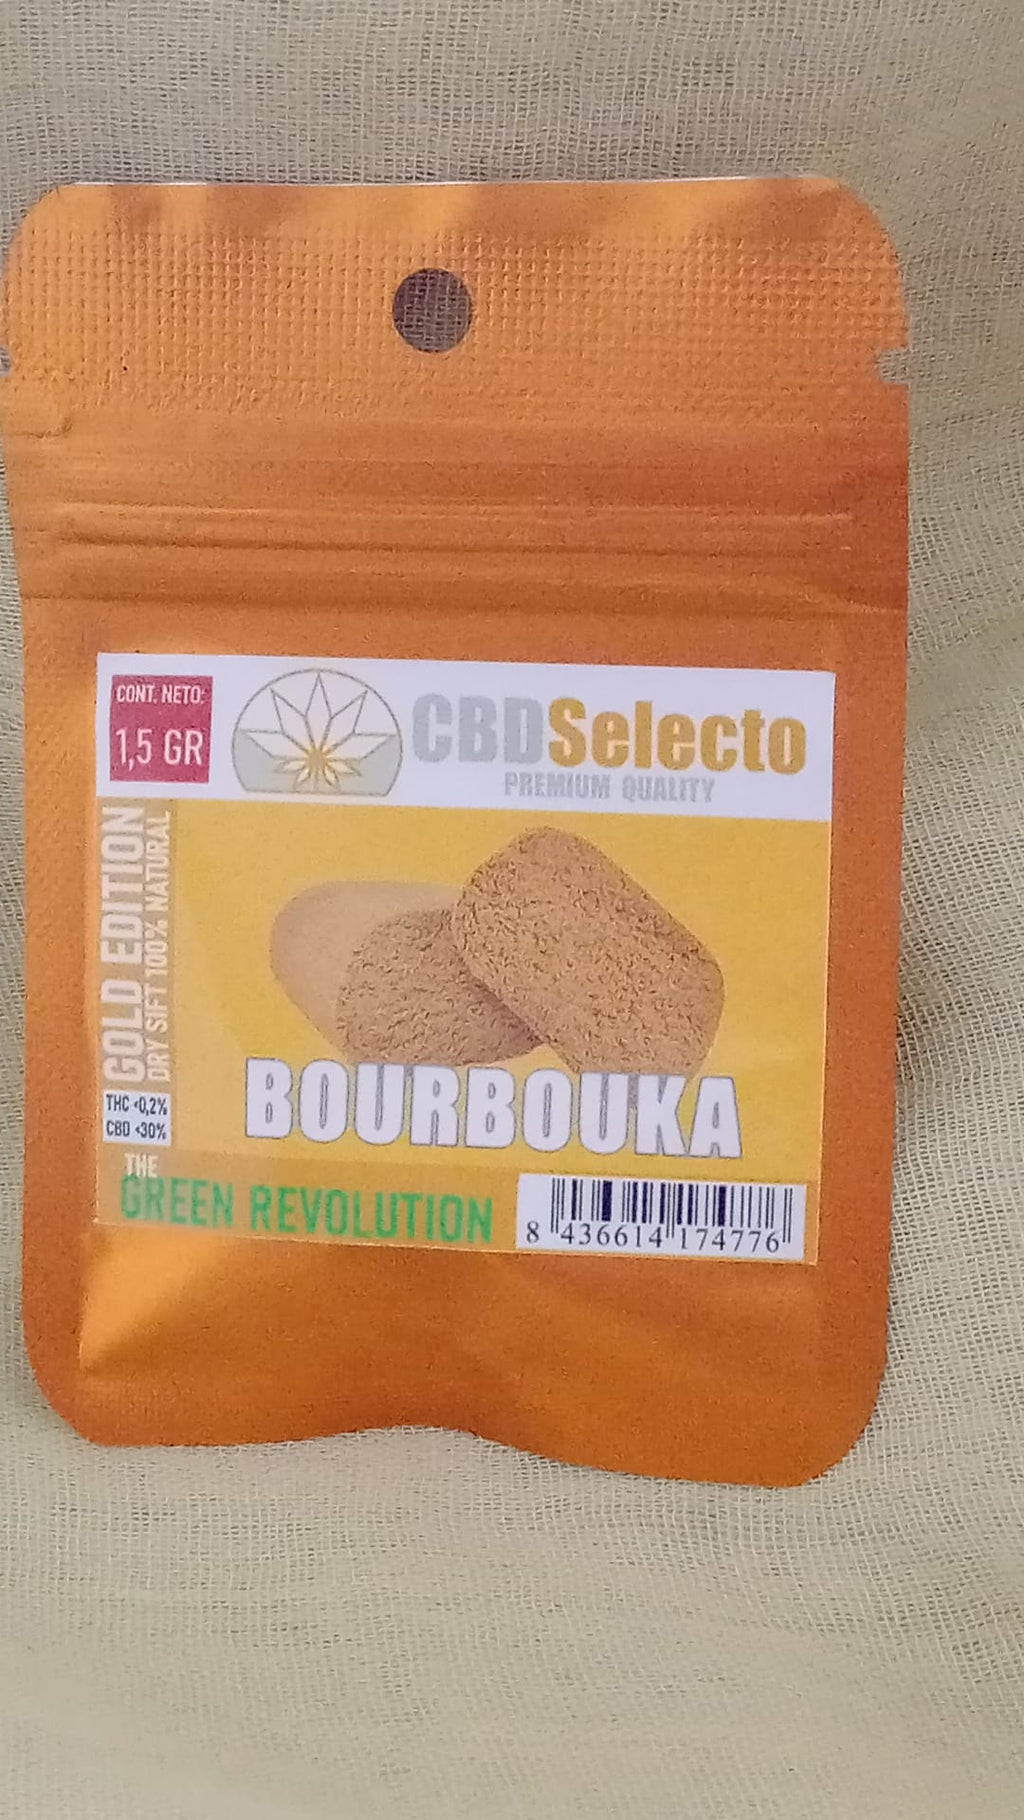 CONT. NETO:
1,5 GR
CBDSelecto
PREMIUM QUALITY
GOLD EDITION
DRY SIFT 100% NATURAL
THC <0,2%
CBD <30%
BOURBOUKA
THE
GREEN REVOLUTION
8 436614 174776